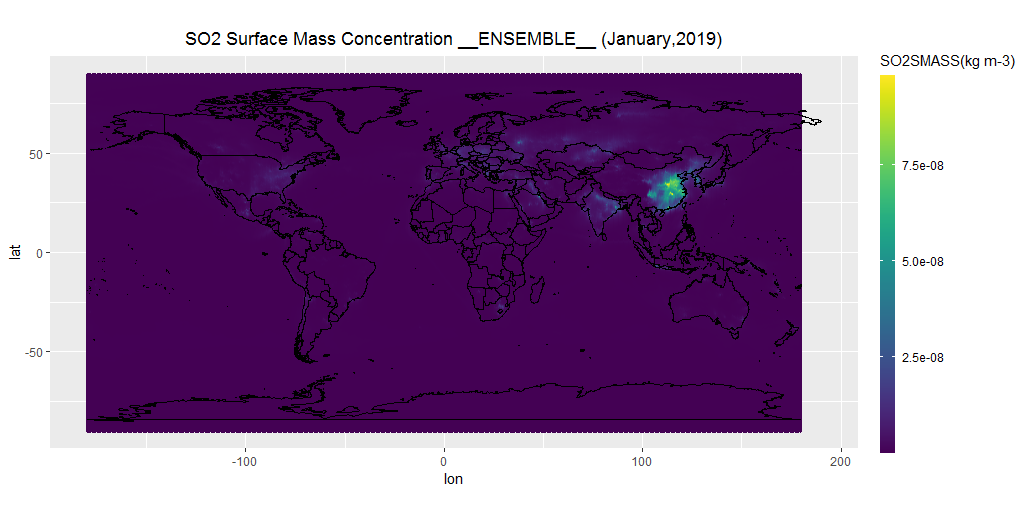 SO2 Surface Mass Concentration __ENSEMBLE__ (January,2019)
SO2SMASS(kg m-3)
7.5e-08
5.0e-08
2.5e-08
lat
50
0
-50
-100
0
100
200
lon